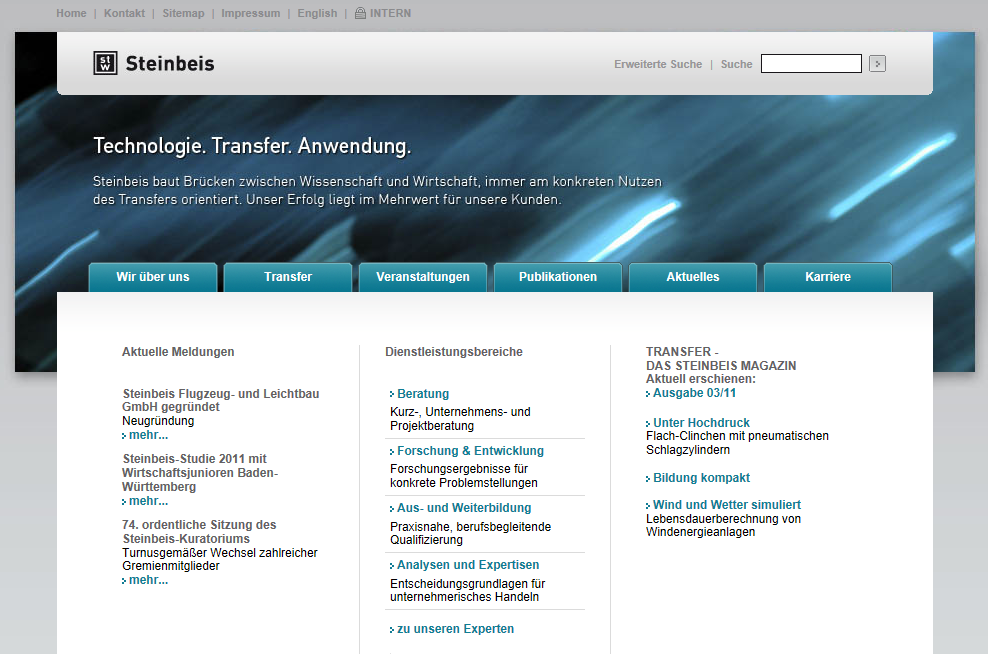 Home | Kontakt | Sitemap | Impressum | English | INTERN
st w Steinbeis
Erweiterte Suche | Suche
Technologie. Transfer. Anwendung.
Steinbeis baut Brücken zwischen Wissenschaft und Wirtschaft, immer am konkreten Nutzen
des Transfers orientiert. Unser Erfolg liegt im Mehrwert für unsere Kunden.
Wir über uns Transfer Veranstaltungen Publikationen Aktuelles Karriere
Aktuelle Meldungen
Steinbeis Flugzeug- und Leichtbau
GmbH gegründet
Neugründung
mehr...
Steinbeis-Studie 2011 mit
Wirtschaftsjunioren Baden-
Württemberg
mehr...
74. ordentliche Sitzung des
Steinbeis-Kuratoriums
Turnusgemäßer Wechsel zahlreicher
Gremienmitglieder
mehr...
Dienstleistungsbereiche
Beratung
Kurz-, Unternehmens- und
Projektberatung
Forschung & Entwicklung
Forschungsergebnisse für
konkrete Problemstellungen
Aus- und Weiterbildung
Praxisnahe, berufsbegleitende
Qualifizierung
Analysen und Expertisen
Entscheidungsgrundlagen für
unternehmerisches Handeln
zu unseren Experten
TRANSFER -
DAS STEINBEIS MAGAZIN
Aktuell erschienen:
Ausgabe 03/11
Unter Hochdruck
Flach-Clinchen mit pneumatischen
Schlagzylindern
Bildung kompakt
Wind und Wetter simuliert
Lebensdauerberechnung von
Windenergieanlagen